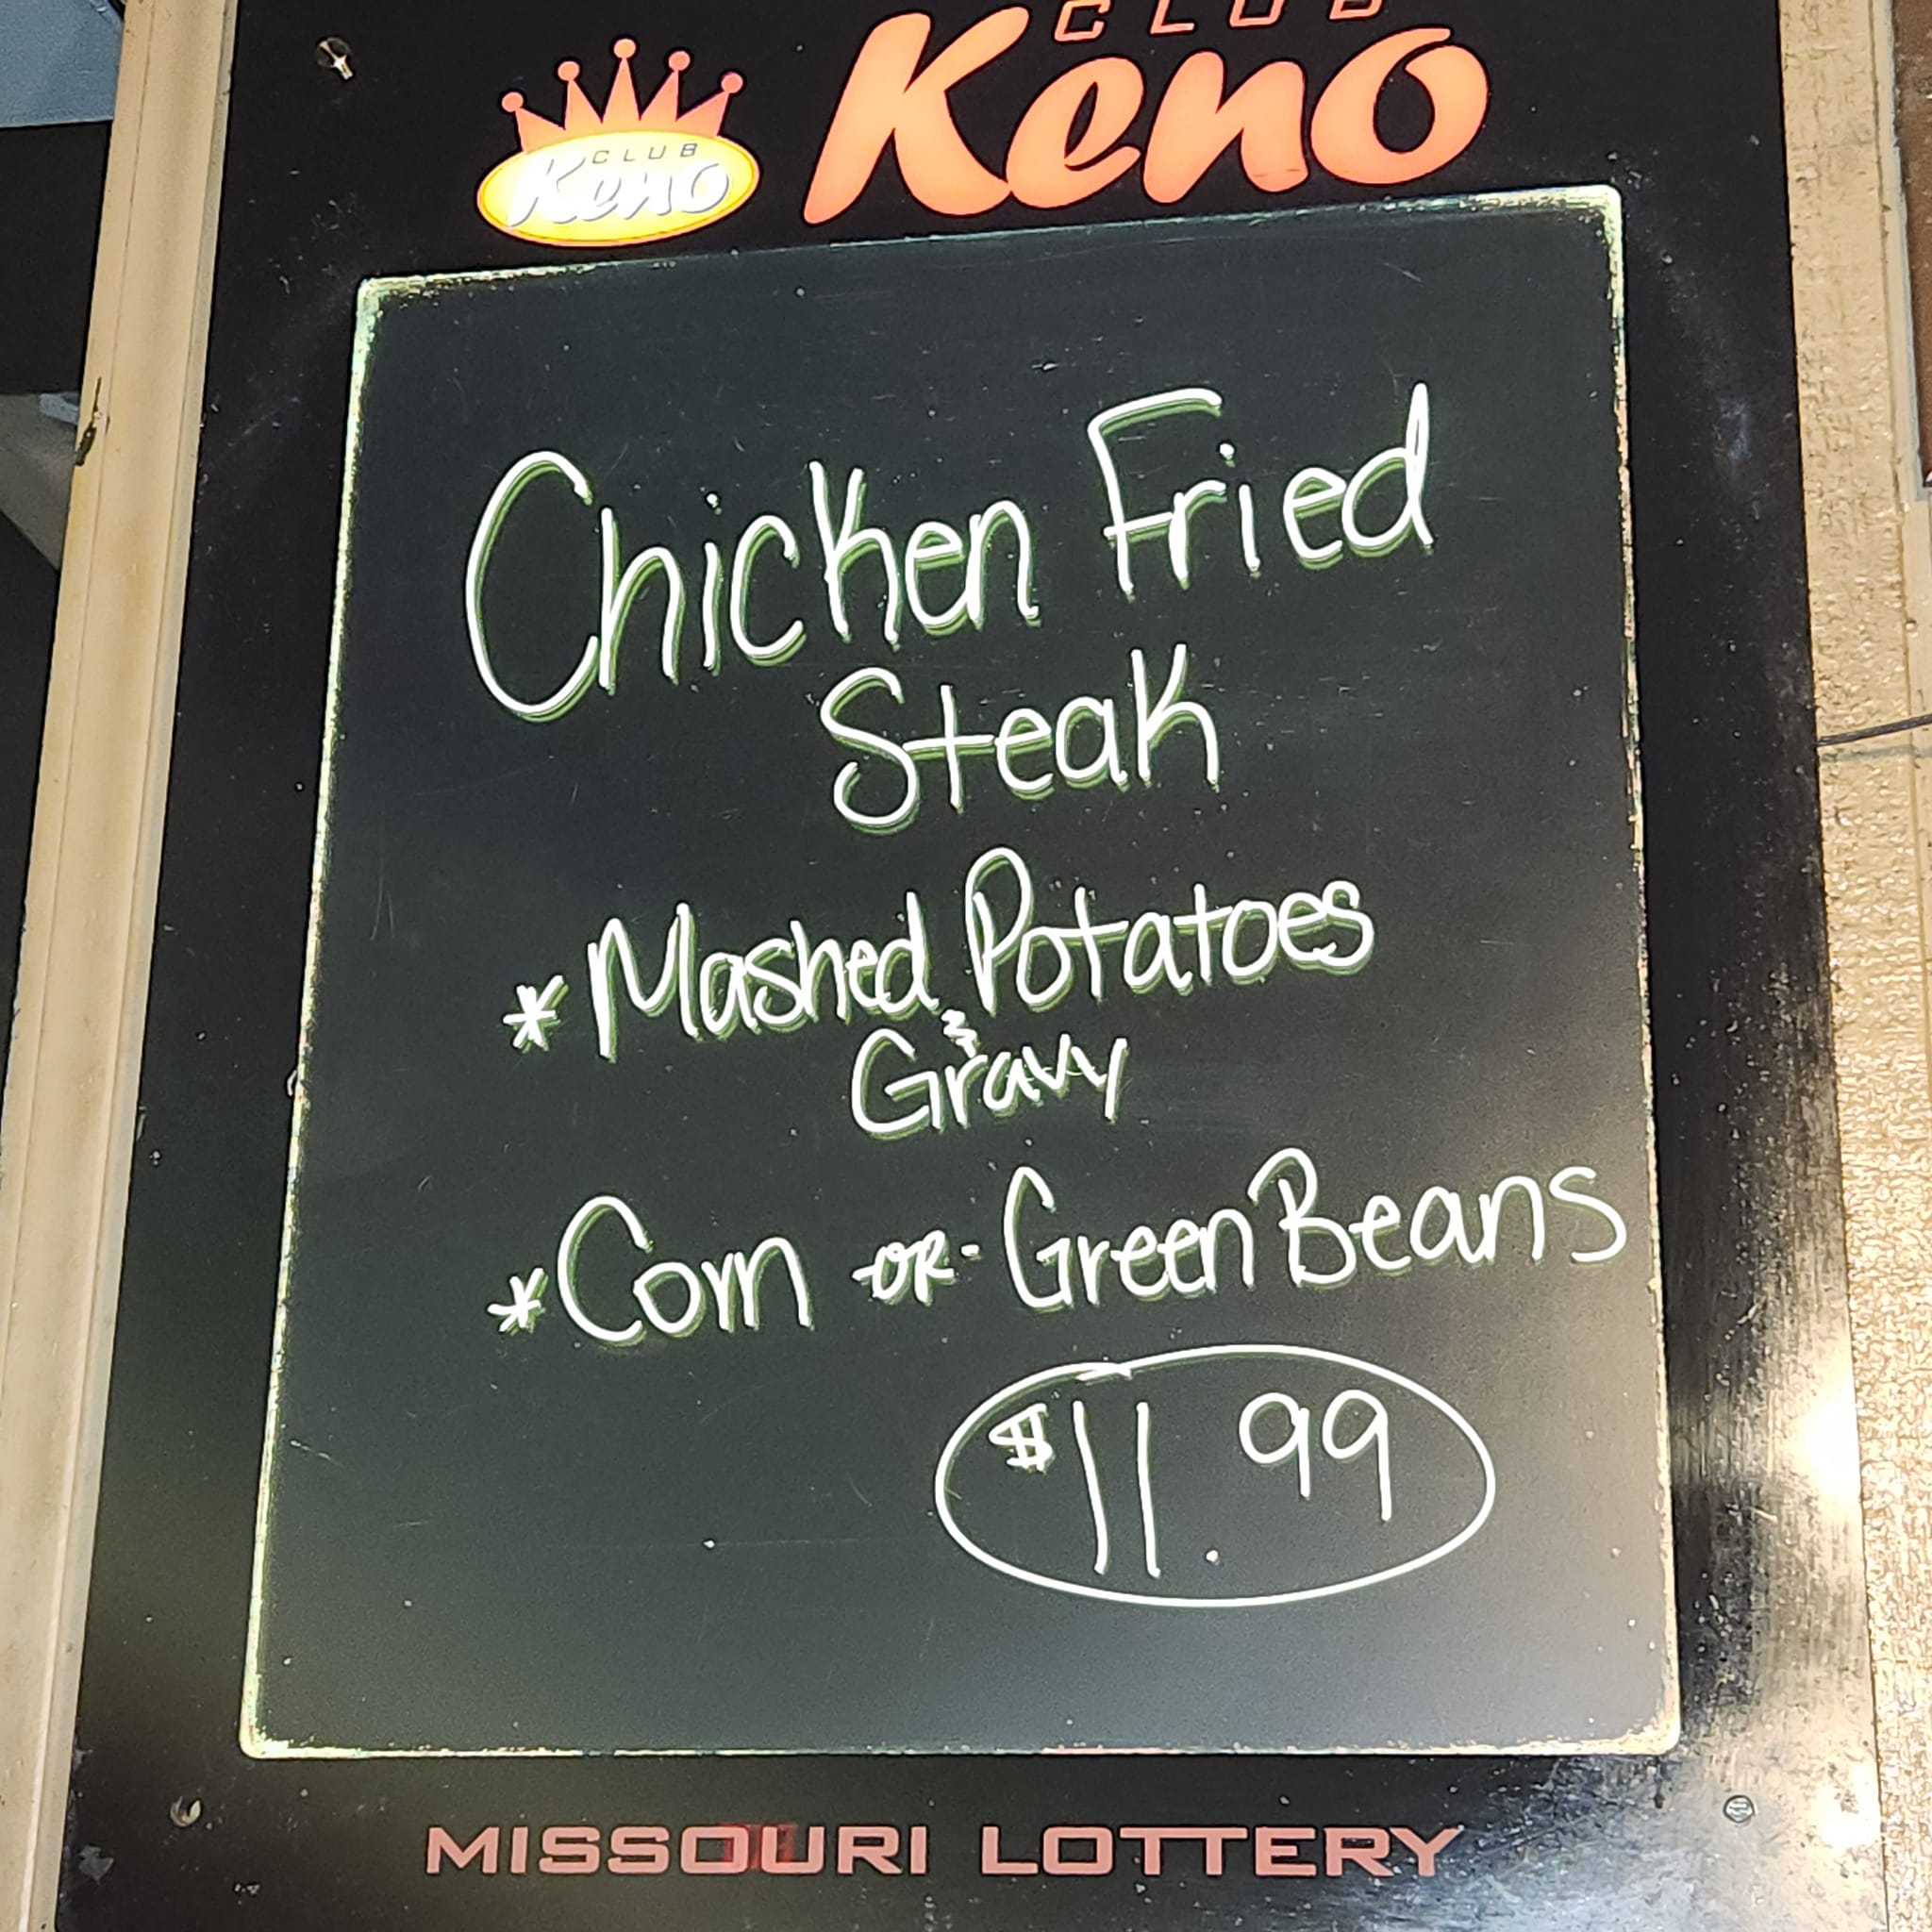 CLUB
Keno
CLUB
Keno
Chicken Fried
Steak
* Mashed Potatoes
&
Gravy
* Corn -OR- Green Beans
$11.99
MISSOURI LOTTERY